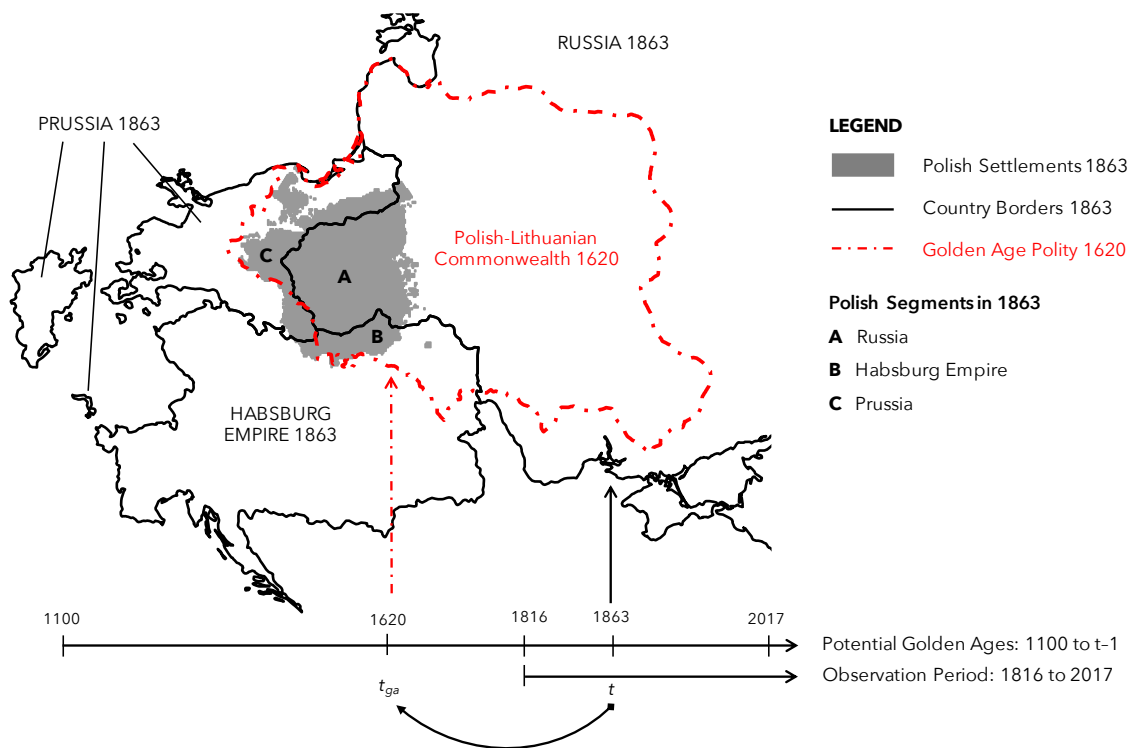 RUSSIA 1863
PRUSSIA 1863
LEGEND
Polish Settlements 1863
Country Borders 1863
Golden Age Polity 1620
Polish-Lithuanian
Commonwealth 1620
C
A
B
Polish Segments in 1863
A Russia
B Habsburg Empire
C Prussia
HABSBURG
EMPIRE 1863
1100
1620
1816
1863
2017
Potential Golden Ages: 1100 to t–1
Observation Period: 1816 to 2017
tga
t